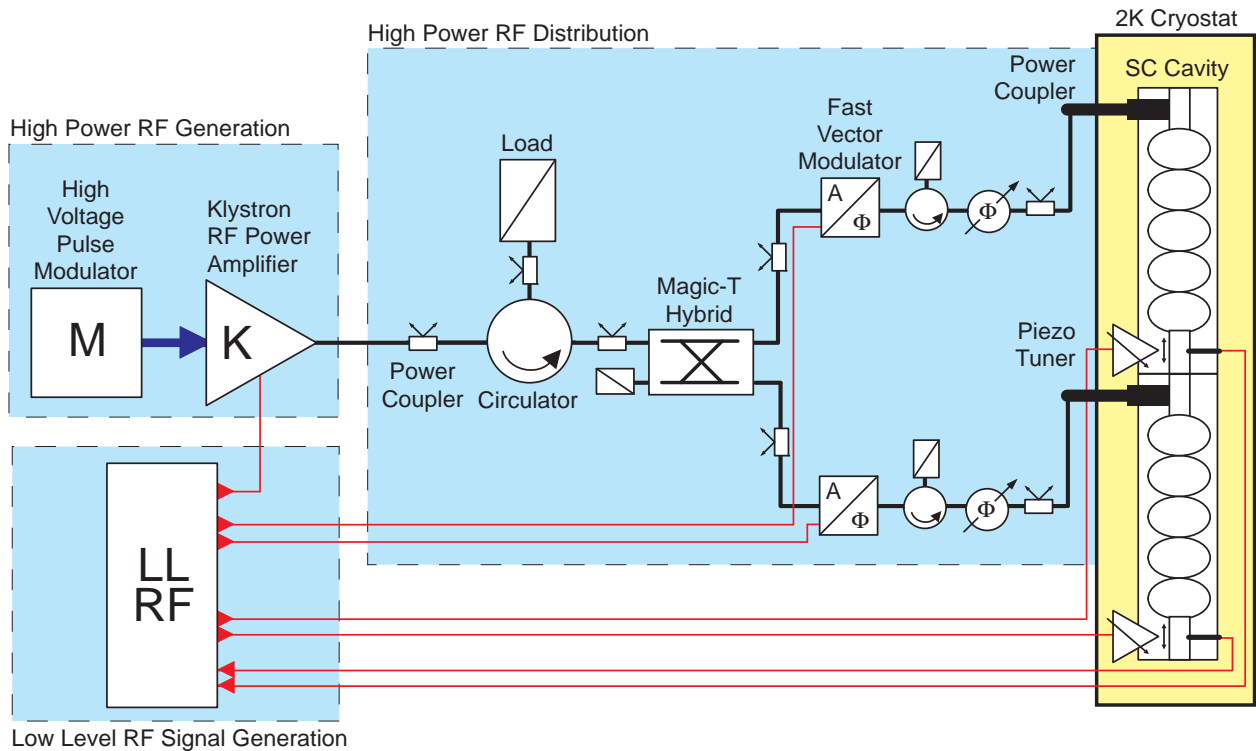 2K Cryostat
High Power RF Distribution
SC Cavity
Power
Coupler
High Power RF Generation
Load
Fast
Vector
Modulator
High
Voltage
Pulse
Modulator
Klystron
RF Power
Amplifier
A
Φ
Φ
M
K
Magic-T
Hybrid
Piezo
Tuner
Power
Coupler
Circulator
A
Φ
Φ
LL
RF
Low Level RF Signal Generation